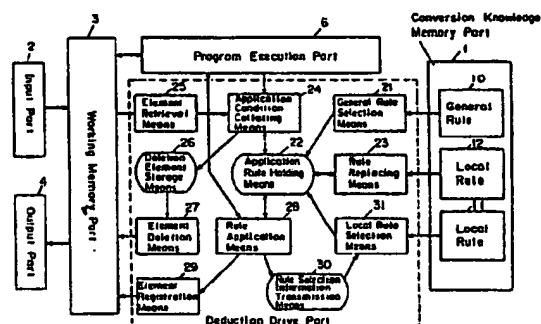 Conversion Knowledge
Memory Part
1
2
Input Part
4
Output Part
3
Working Memory Part
6
Program Execution Part
25
Element
Retrieval
Means
24
Application
Condition
Collecting
Means
21
General Rule
Selection
Means
10
General
Rule
26
Deletion
Element
Storage
Means
22
Application
Rule Holding
Means
23
Rule
Replacing
Means
12
Local
Rule
27
Element
Deletion
Means
28
Rule
Application
Means
31
Local Rule
Selection
Means
11
Local
Rule
29
Element
Registration
Means
30
Rule Selection
Information
Transmission
Means
Deduction Drive Part